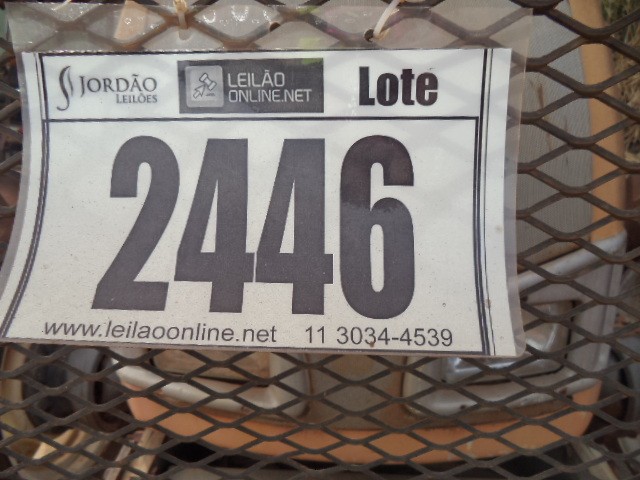 JORDÃO
LEILÕES
LEILÃO
ONLINE.NET
Lote
2446
www.leilaoonline.net 11 3034-4539